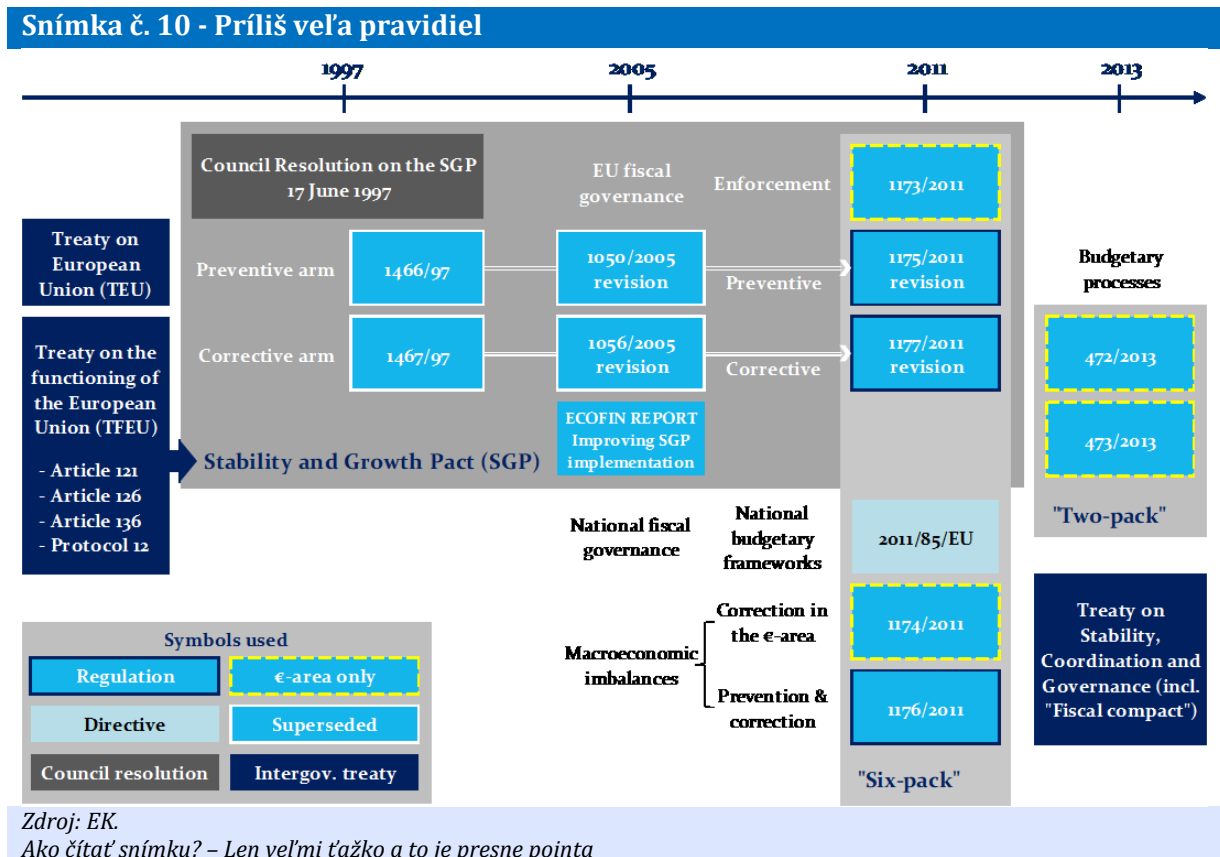 Snímka č. 10 - Príliš veľa pravidiel
1997
2005
2011
2013
Council Resolution on the SGP
17 June 1997
EU fiscal
governance
Enforcement
1173/2011
Treaty on
European
Union (TEU)
Preventive arm
1466/97
1050/2005
revision
Preventive
1175/2011
revision
Budgetary
processes
Treaty on the
functioning of
the European
Union (TFEU)
- Article 121
- Article 126
- Article 136
- Protocol 12
Corrective arm
1467/97
1056/2005
revision
Corrective
1177/2011
revision
472/2013
473/2013
"Two-pack"
ECOFIN REPORT
Improving SGP
implementation
Stability and Growth Pact (SGP)
National fiscal
governance
National
budgetary
frameworks
2011/85/EU
Macroeconomic
imbalances
Correction in
the €-area
1174/2011
Prevention &
correction
1176/2011
"Six-pack"
Treaty on
Stability,
Coordination and
Governance (incl.
"Fiscal compact")
Symbols used
Regulation
€-area only
Directive
Superseded
Council resolution
Intergov. treaty
Zdroj: EK.
Ako čítať snímku? – Len veľmi ťažko a to je presne pointa